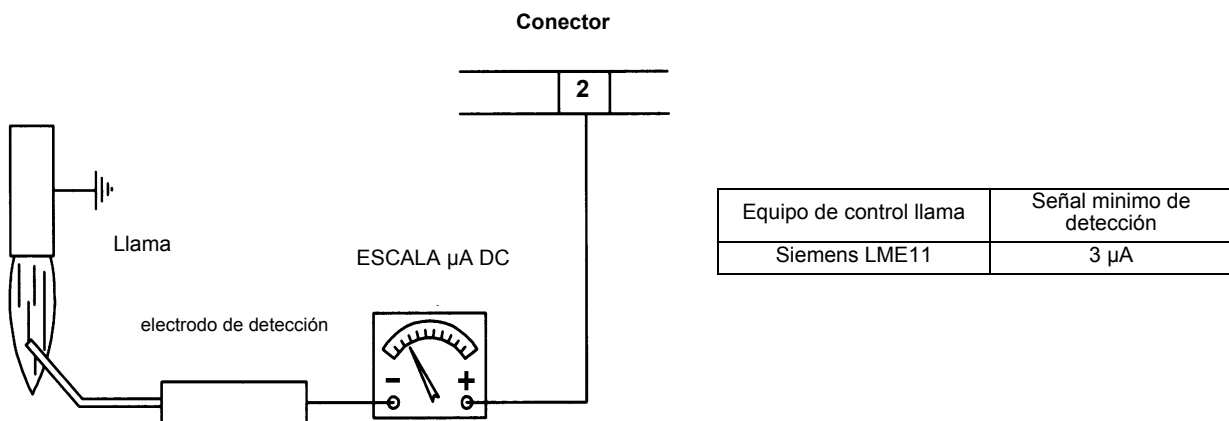 Conector
2
Llama
ESCALA µA DC
electrodo de detección
- +
Equipo de control llama
Señal minimo de
detección
Siemens LME11
3 µA